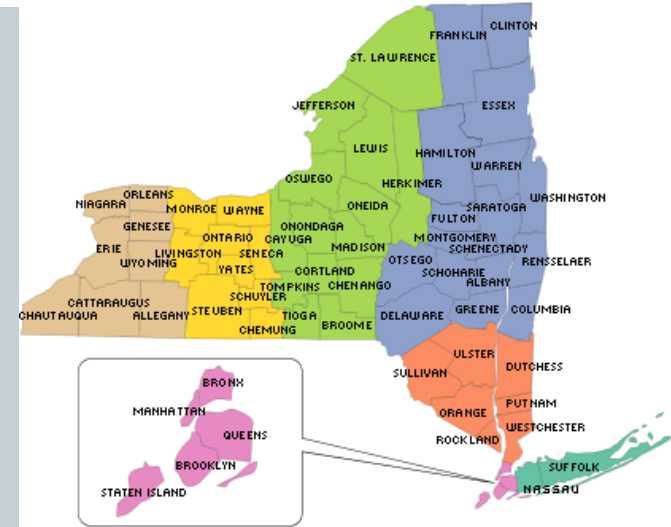 CLINTON
FRANKLIN
ST. LAWRENCE
ESSEX
JEFFERSON
LEWIS
HAMILTON
WARREN
OSWEGO
HERKIMER
WASHINGTON
ORLEANS
NIAGARA
MONROE
WAYNE
ONEIDA
SARATOGA
FULTON
GENESEE
ONONDAGA
ONTARIO
CAYUGA
MADISON
MONTGOMERY
SCHENECTADY
ERIE
LIVINGSTON
SENECA
WYOMING
OTSEGO
RENSSELAER
YATES
CORTLAND
SCHOHARIE
ALBANY
TOMPKINS
CHENANGO
SCHUYLER
CATTARAUGUS
CHAUTAUQUA
ALLEGANY
STEUBEN
TIOGA
DELAWARE
GREENE
COLUMBIA
CHEMUNG
BROOME
ULSTER
DUTCHESS
SULLIVAN
BRONX
PUTNAM
MANHATTAN
ORANGE
WESTCHESTER
QUEENS
ROCKLAND
BROOKLYN
SUFFOLK
STATEN ISLAND
NASSAU